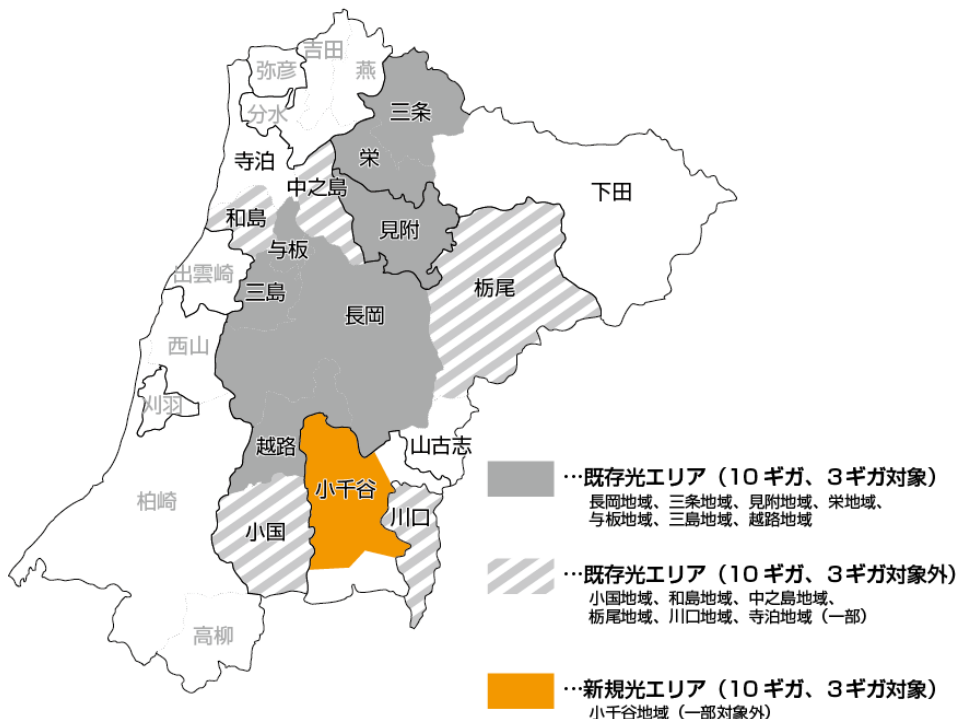 吉田
弥彦
燕
分水
三条
栄
寺泊
中之島
下田
和島
見附
与板
出雲崎
三島
栃尾
長岡
西山
刈羽
越路
山古志
小千谷
柏崎
川口
小国
高柳
…既存光エリア（10ギガ、3ギガ対象）
長岡地域、三条地域、見附地域、栄地域、
与板地域、三島地域、越路地域
…既存光エリア（10ギガ、3ギガ対象外）
小国地域、和島地域、中之島地域、
栃尾地域、川口地域、寺泊地域（一部）
…新規光エリア（10ギガ、3ギガ対象）
小千谷地域（一部対象外）